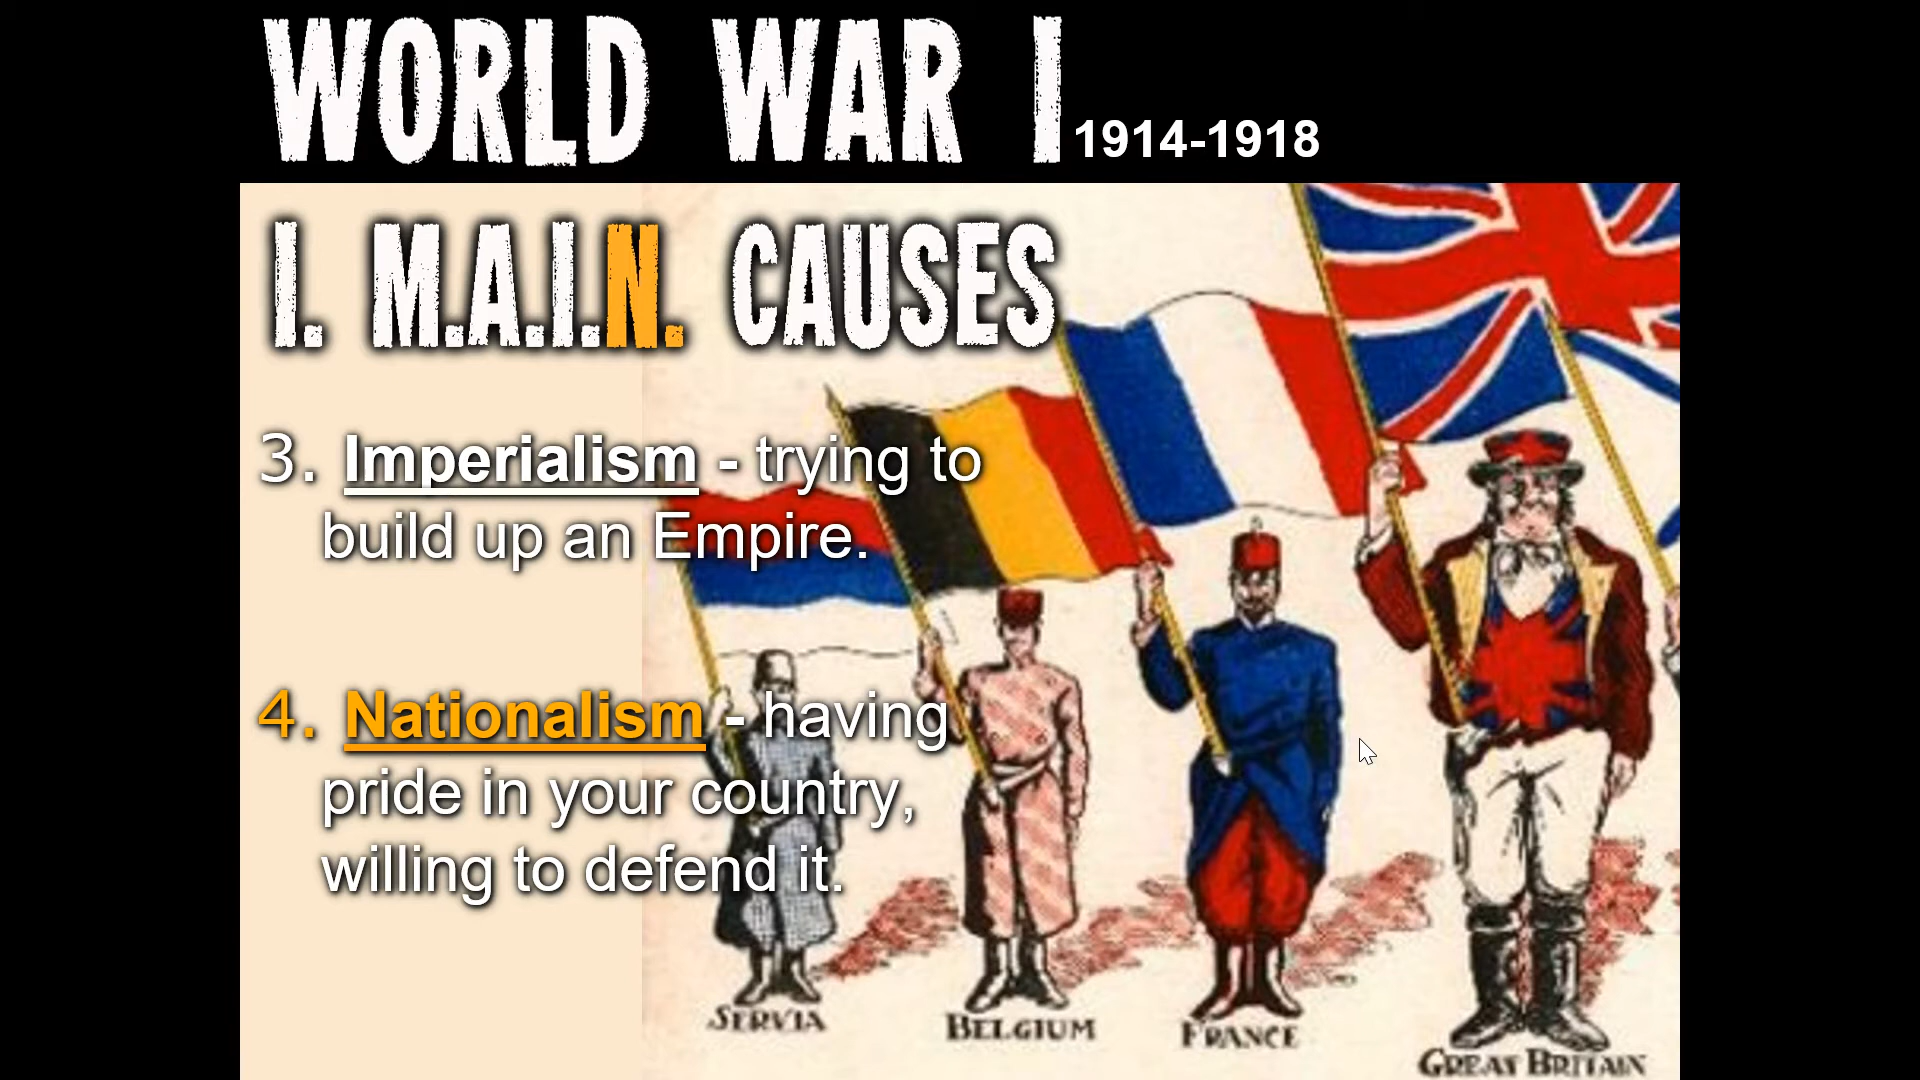 WORLD WAR I 1914-1918
I. M.A.I.N. CAUSES
3. Imperialism - trying to
build up an Empire.
4. Nationalism - having
pride in your country,
willing to defend it.
SERVIA
BELGIUM
FRANCE
GREAT BRITAIN